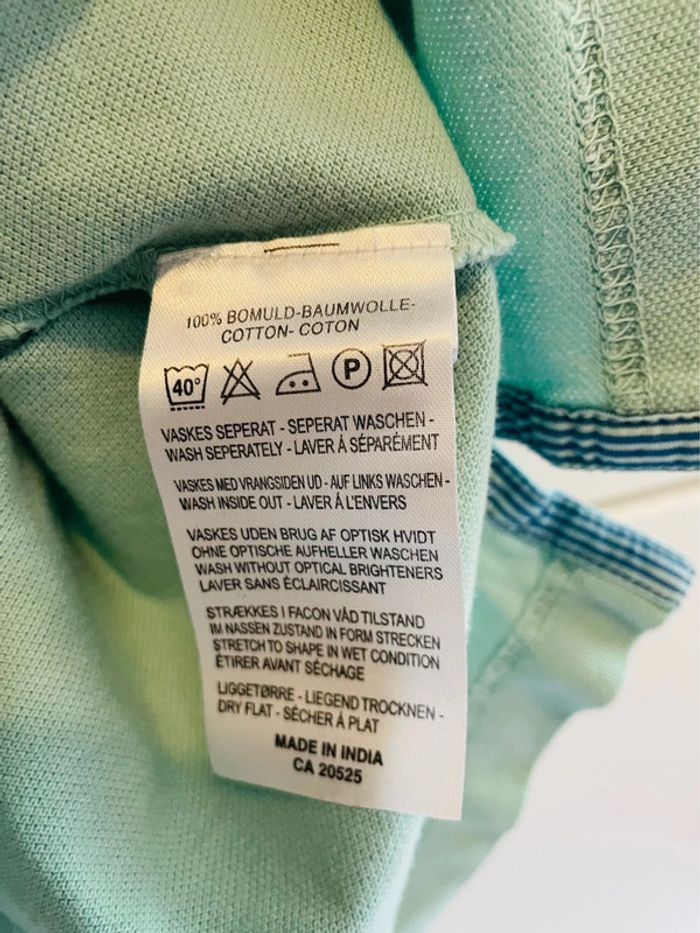 100% BOMULD-BAUMWOLLE-
COTTON- COTON
40° P
VASKES SEPERAT - SEPERAT WASCHEN -
WASH SEPERATELY - LAVER Á SÉPARÉMENT
VASKES MED VRANGSIDEN UD - AUF LINKS WASCHEN -
WASH INSIDE OUT - LAVER Á L'ENVERS
VASKES UDEN BRUG AF OPTISK HVIDT
OHNE OPTISCHE AUFHELLER WASCHEN
WASH WITHOUT OPTICAL BRIGHTENERS
LAVER SANS ÉCLAIRCISSANT
STRÆKKES I FACON VÅD TILSTAND
IM NASSEN ZUSTAND IN FORM STRECKEN
STRETCH TO SHAPE IN WET CONDITION
ÉTIRER AVANT SÉCHAGE
LIGGETØRRE - LIEGEND TROCKNEN -
DRY FLAT - SÉCHER Á PLAT
MADE IN INDIA
CA 20525